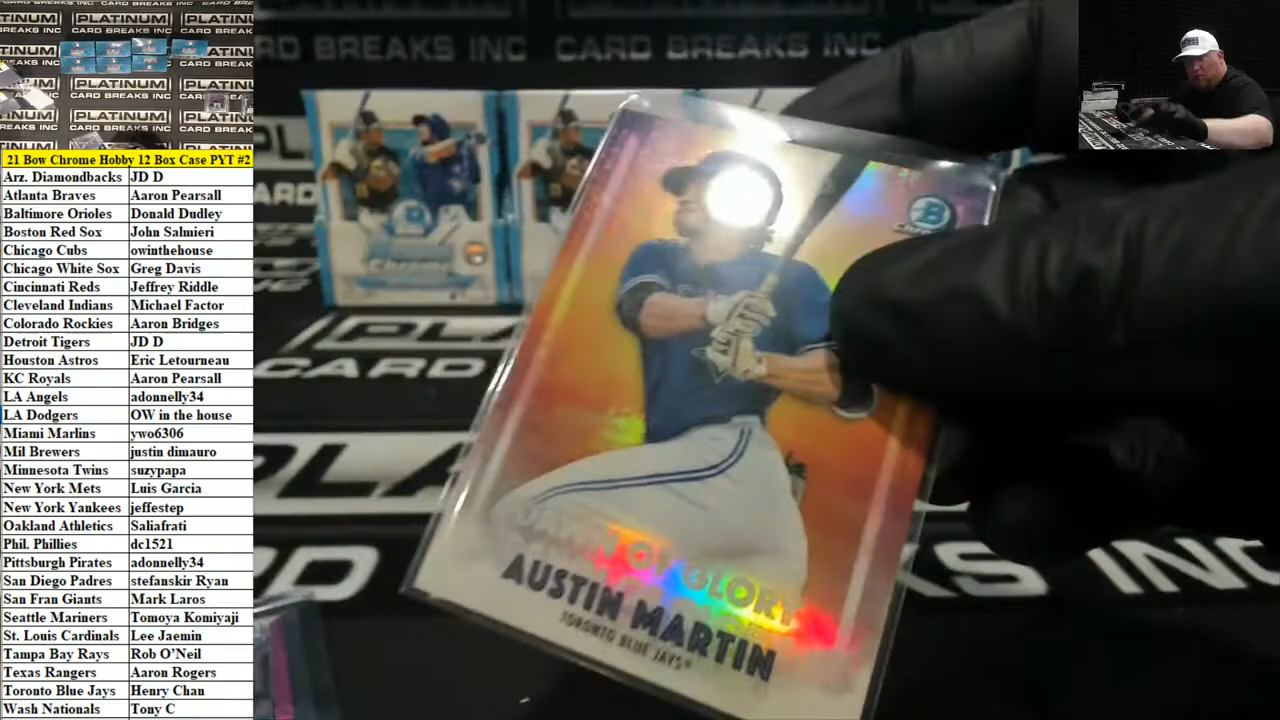 21 Bow Chrome Hobby 12 Box Case PYT #2
Arz. Diamondbacks JD D
Atlanta Braves Aaron Pearsall
Baltimore Orioles Donald Dudley
Boston Red Sox John Salmieri
Chicago Cubs owinthehouse
Chicago White Sox Greg Davis
Cincinnati Reds Jeffrey Riddle
Cleveland Indians Michael Factor
Colorado Rockies Aaron Bridges
Detroit Tigers JD D
Houston Astros Eric Letourneau
KC Royals Aaron Pearsall
LA Angels adonnelly34
LA Dodgers OW in the house
Miami Marlins ywo6306
Mil Brewers justin dimauro
Minnesota Twins suzypapa
New York Mets Luis Garcia
New York Yankees jeffestep
Oakland Athletics Saliafrati
Phil. Phillies dc1521
Pittsburgh Pirates adonnelly34
San Diego Padres stefanskir Ryan
San Fran Giants Mark Laros
Seattle Mariners Tomoya Komiyaji
St. Louis Cardinals Lee Jaemin
Tampa Bay Rays Rob O'Neil
Texas Rangers Aaron Rogers
Toronto Blue Jays Henry Chan
Wash Nationals Tony C
PLATINUM
CARD BREAKS INC
PLATINUM
CARD BREAKS INC
CARD BREAKS INC
CARD BREAKS INC
Chrome
OF GLORY
AUSTIN MARTIN
TORONTO BLUE JAYS
CARD
CARD
INC